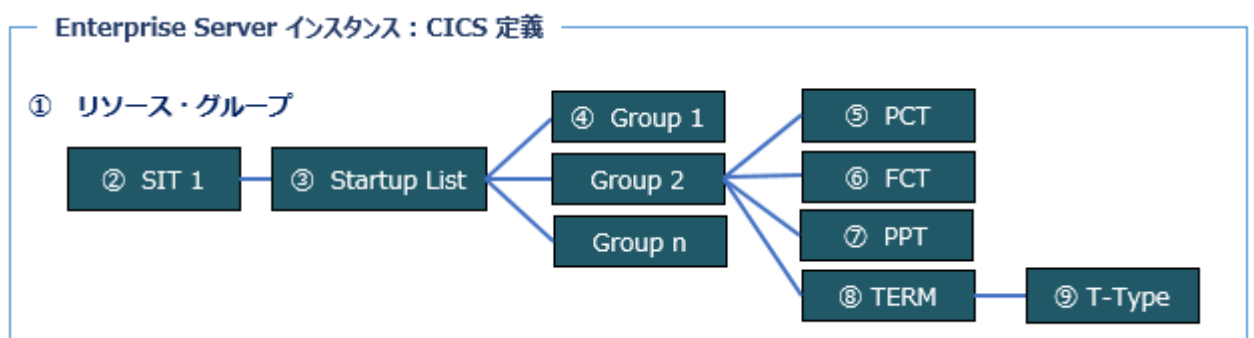 Enterprise Server インスタンス：CICS 定義
① リソース・グループ
② SIT 1
③ Startup List
④ Group 1
Group 2
Group n
⑤ PCT
⑥ FCT
⑦ PPT
⑧ TERM
⑨ T-Type